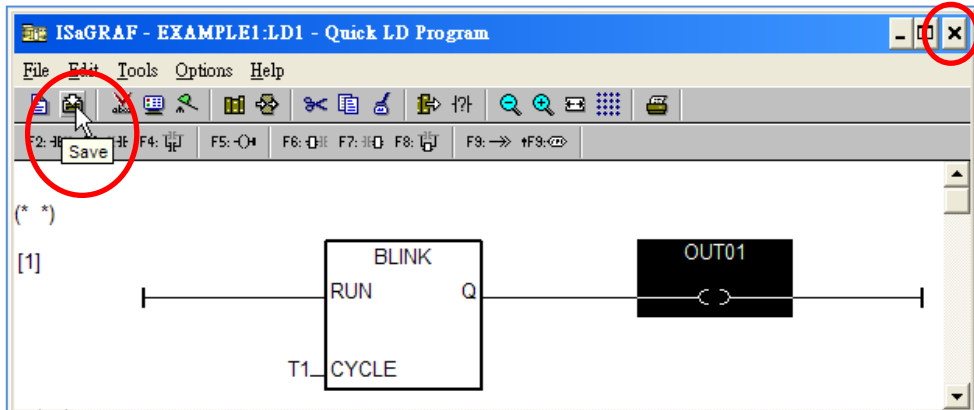 ISaGRAF - EXAMPLE1:LD1 - Quick LD Program
File Edit Tools Options Help
F2: F4: F5: F6: F7: F8: F9: ↑F9:
Save
(* *)
[1]
BLINK
OUT01
RUN Q
T1 CYCLE